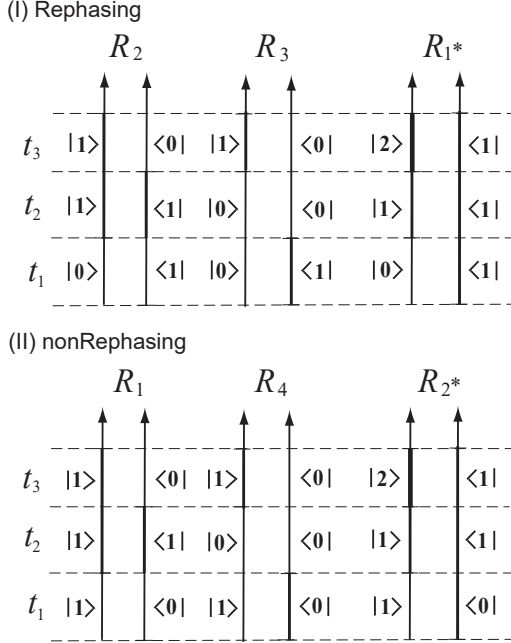 (I) Rephasing
R2 R3 R1*
t3 |1> <0| |1> <0| |2> <1|
t2 |1> <1| |0> <0| |1> <1|
t1 |0> <1| |0> <1| |0> <1|
(II) nonRephasing
R1 R4 R2*
t3 |1> <0| |1> <0| |2> <1|
t2 |1> <1| |0> <0| |1> <1|
t1 |1> <0| |1> <0| |1> <0|